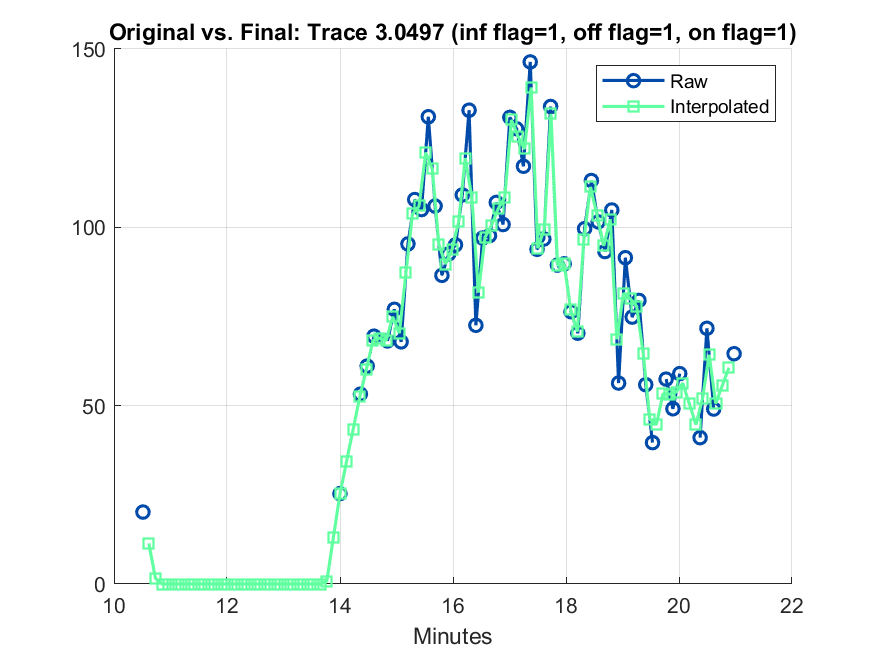 Original vs. Final: Trace 3.0497 (inf flag=1, off flag=1, on flag=1)
150
100
50
0
Raw
Interpolated
10 12 14 16 18 20 22
Minutes